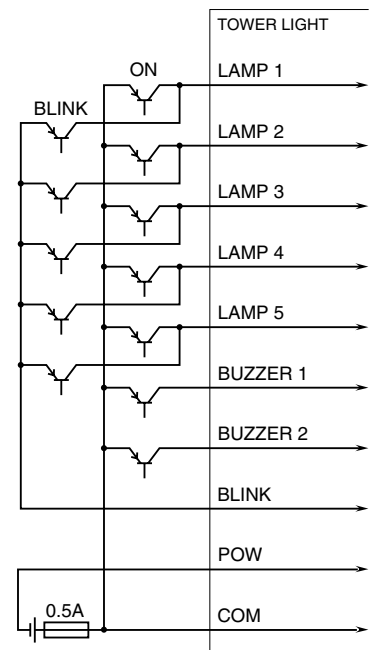 TOWER LIGHT
ON
LAMP 1
BLINK
LAMP 2
LAMP 3
LAMP 4
LAMP 5
BUZZER 1
BUZZER 2
BLINK
POW
0.5A
COM